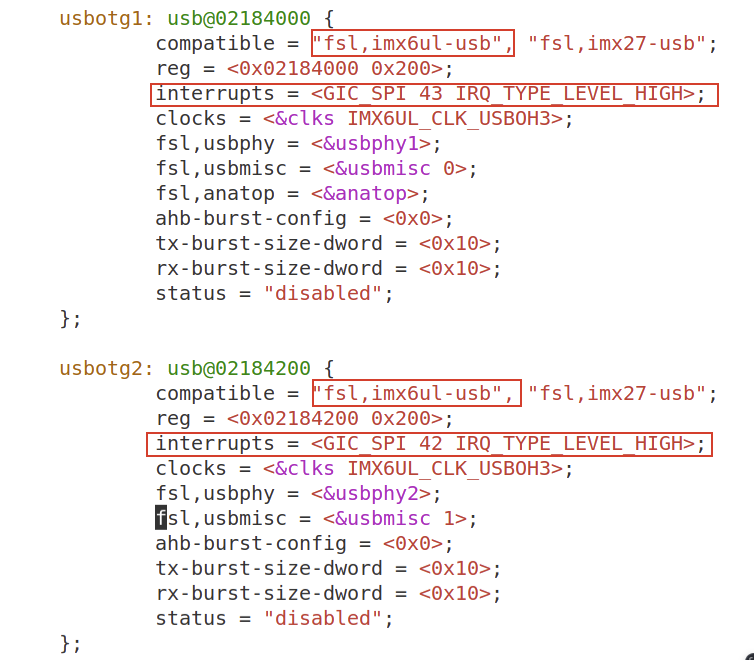 usbotg1: usb@02184000 {
compatible = "fsl,imx6ul-usb", "fsl,imx27-usb";
reg = <0x02184000 0x200>;
interrupts = <GIC_SPI 43 IRQ_TYPE_LEVEL_HIGH>;
clocks = <&clks IMX6UL_CLK_USBOH3>;
fsl,usbphy = <&usbphy1>;
fsl,usbmisc = <&usbmisc 0>;
fsl,anatop = <&anatop>;
ahb-burst-config = <0x0>;
tx-burst-size-dword = <0x10>;
rx-burst-size-dword = <0x10>;
status = "disabled";
};
usbotg2: usb@02184200 {
compatible = "fsl,imx6ul-usb", "fsl,imx27-usb";
reg = <0x02184200 0x200>;
interrupts = <GIC_SPI 42 IRQ_TYPE_LEVEL_HIGH>;
clocks = <&clks IMX6UL_CLK_USBOH3>;
fsl,usbphy = <&usbphy2>;
fsl,usbmisc = <&usbmisc 1>;
ahb-burst-config = <0x0>;
tx-burst-size-dword = <0x10>;
rx-burst-size-dword = <0x10>;
status = "disabled";
};